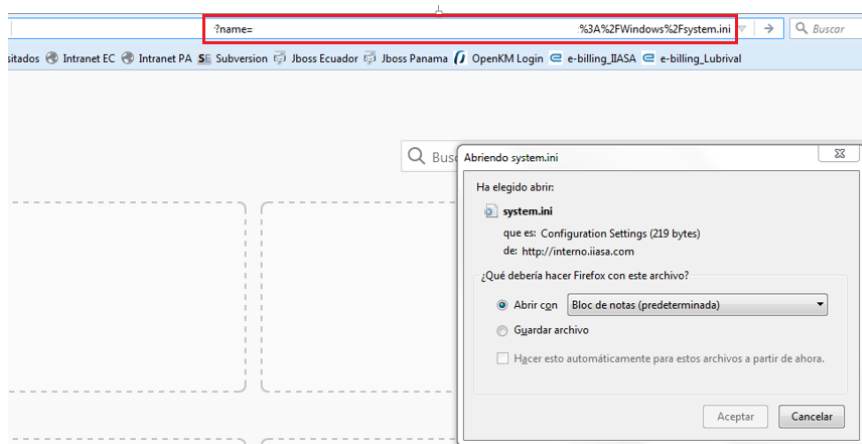 ?name= :%3A%2FWindows%2Fsystem.ini Buscar
sitados Intranet EC Intranet PA SE Subversion Jboss Ecuador Jboss Panama OpenKM Login e-billing_IIASA e-billing_Lubrival
Abriendo system.ini
Ha elegido abrir:
system.ini
que es: Configuration Settings (219 bytes)
de: http://interno.iiasa.com
¿Qué debería hacer Firefox con este archivo?
Abrir con Bloc de notas (predeterminada)
Guardar archivo
Hacer esto automáticamente para estos archivos a partir de ahora.
Aceptar Cancelar